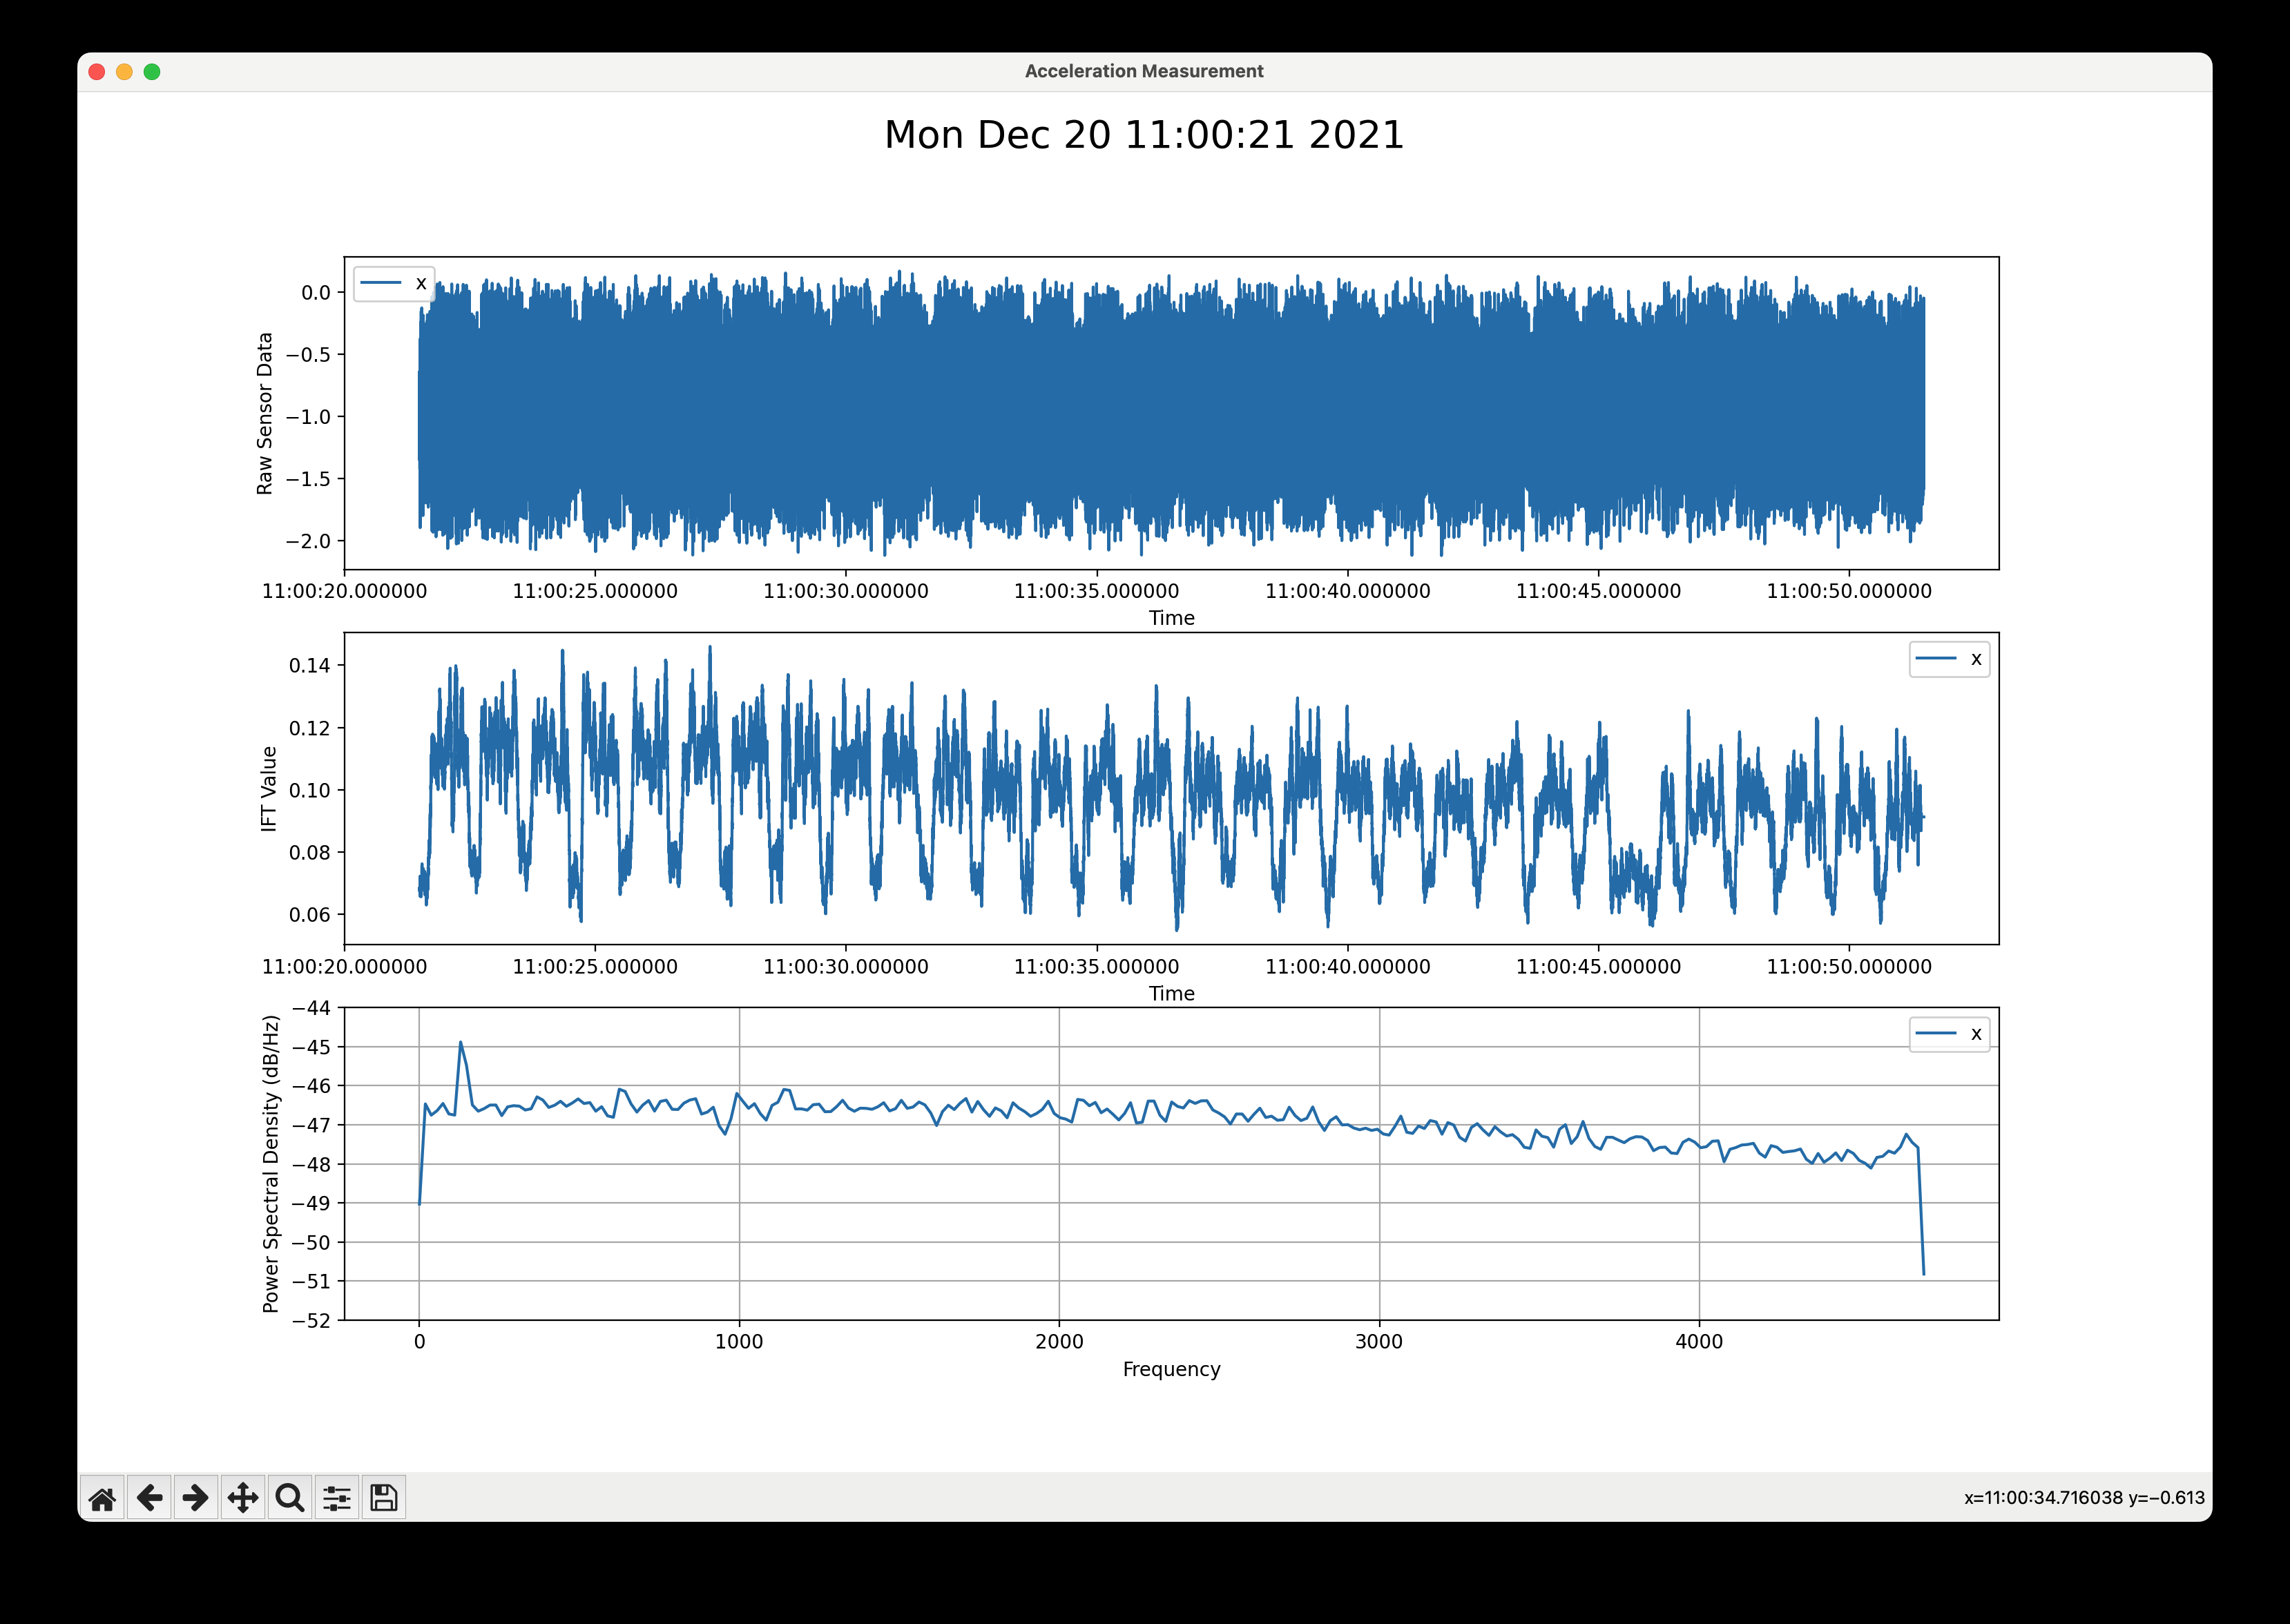 Acceleration Measurement
Mon Dec 20 11:00:21 2021
x
Raw Sensor Data
0.0
−0.5
−1.0
−1.5
−2.0
11:00:20.000000 11:00:25.000000 11:00:30.000000 11:00:35.000000 11:00:40.000000 11:00:45.000000 11:00:50.000000
Time
x
IFT Value
0.14
0.12
0.10
0.08
0.06
11:00:20.000000 11:00:25.000000 11:00:30.000000 11:00:35.000000 11:00:40.000000 11:00:45.000000 11:00:50.000000
Time
x
Power Spectral Density (dB/Hz)
−44
−45
−46
−47
−48
−49
−50
−51
−52
0 1000 2000 3000 4000
Frequency
x=11:00:34.716038 y=−0.613